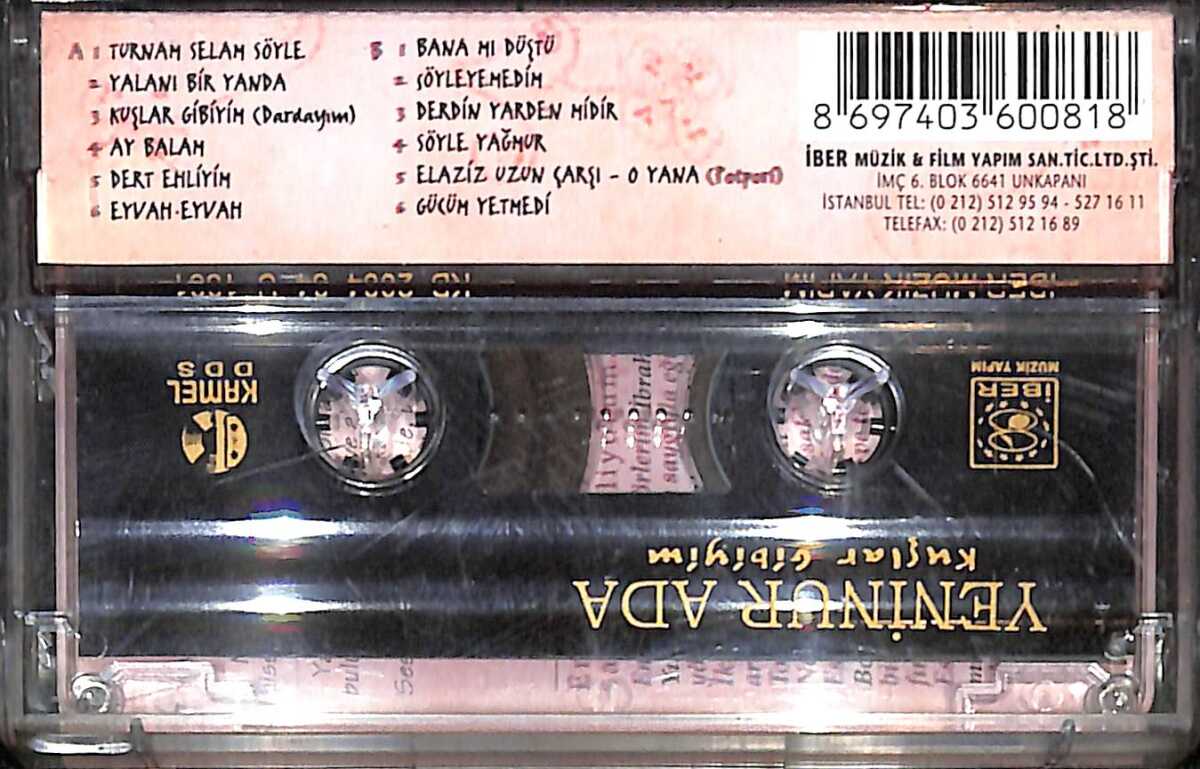 A 1 TURNAM SELAM SÖYLE
2 YALANI BİR YANDA
3 KUŞLAR GİBİYİM (Dardayım)
4 AY BALAM
5 DERT EHLİYİM
6 EYVAH-EYVAH
B 1 BANA MI DÜŞTÜ
2 SÖYLEYEMEDİM
3 DERDİN YARDEN MİDİR
4 SÖYLE YAĞMUR
5 ELAZİZ UZUN ÇARŞI - O YANA
6 GÜCÜM YETMEDİ
8 697403 600818
İBER MÜZİK & FİLM YAPIM SAN.TİC.LTD.ŞTİ.
İMÇ 6. BLOK 6641 UNKAPANI
İSTANBUL TEL: (0 212) 512 95 94 - 527 16 11
TELEFAX: (0 212) 512 16 89
İBER MÜZİK YAPIM
KAMEL
DDS
İBER
MÜZİK YAPIM
Kuşlar Gibiyim
YENİNUR ADA